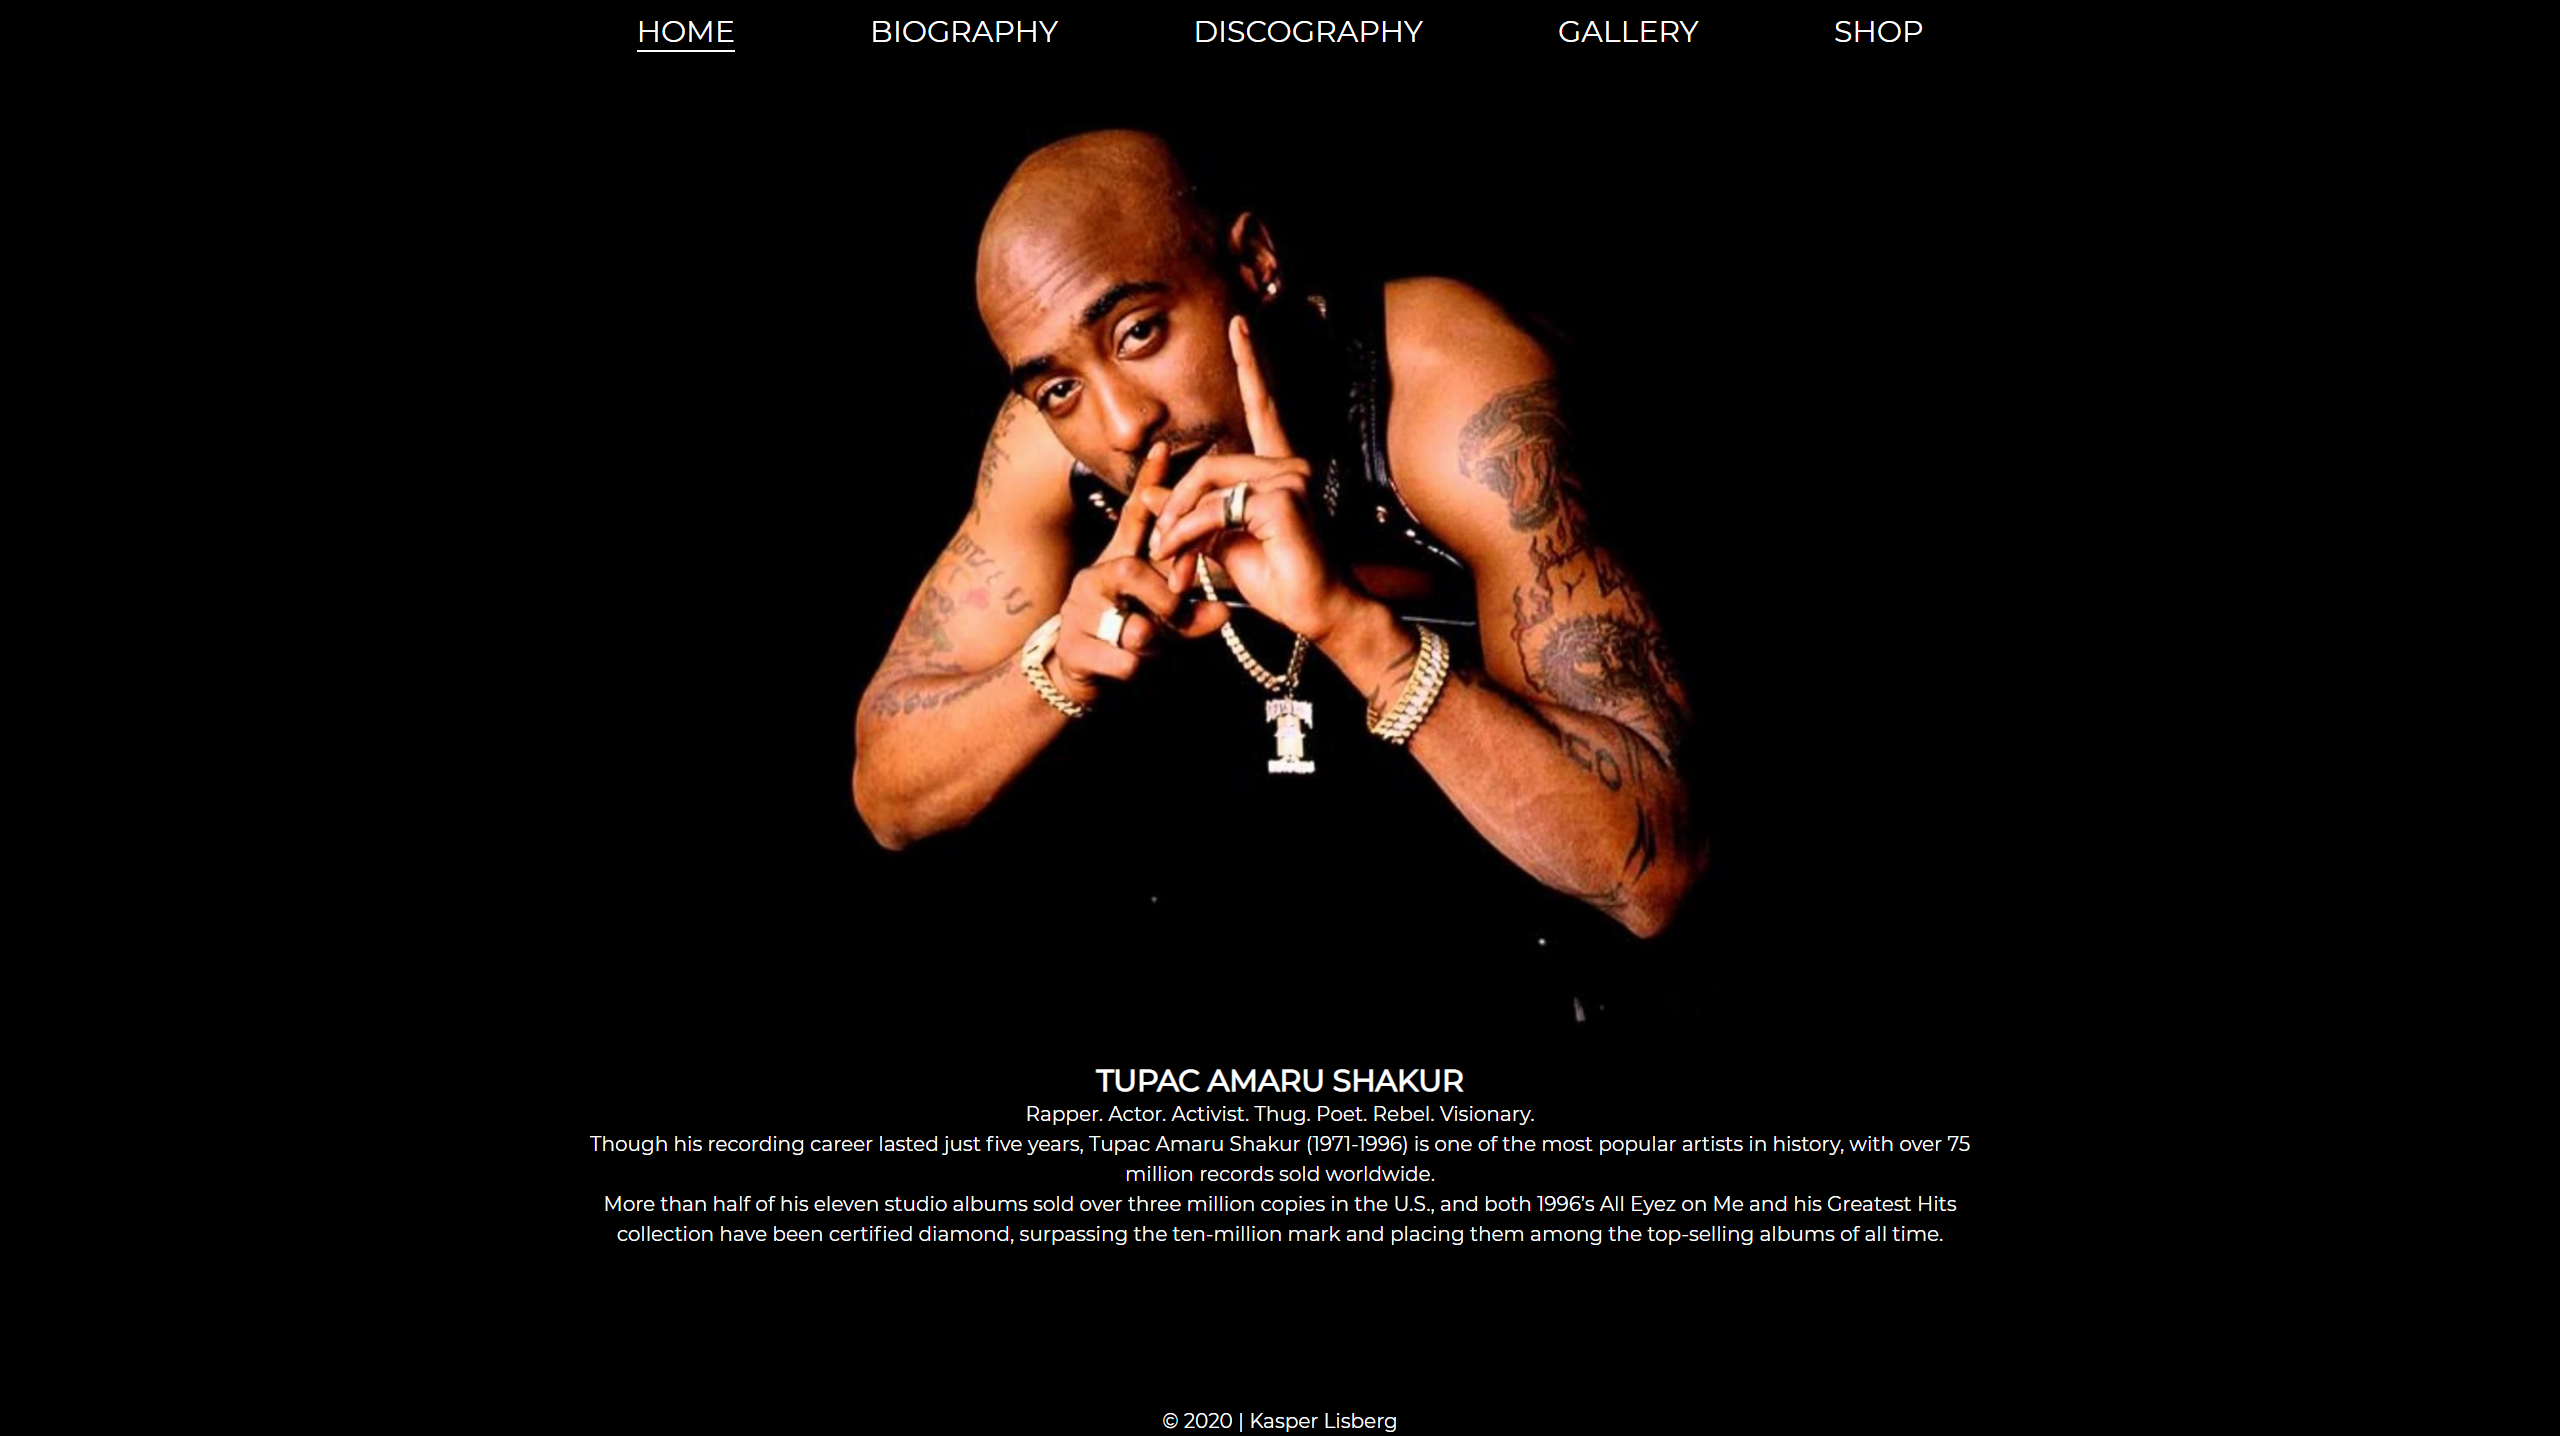 HOME BIOGRAPHY DISCOGRAPHY GALLERY SHOP
TUPAC AMARU SHAKUR
Rapper. Actor. Activist. Thug. Poet. Rebel. Visionary.
Though his recording career lasted just five years, Tupac Amaru Shakur (1971-1996) is one of the most popular artists in history, with over 75
million records sold worldwide.
More than half of his eleven studio albums sold over three million copies in the U.S., and both 1996’s All Eyez on Me and his Greatest Hits
collection have been certified diamond, surpassing the ten-million mark and placing them among the top-selling albums of all time.
© 2020 | Kasper Lisberg